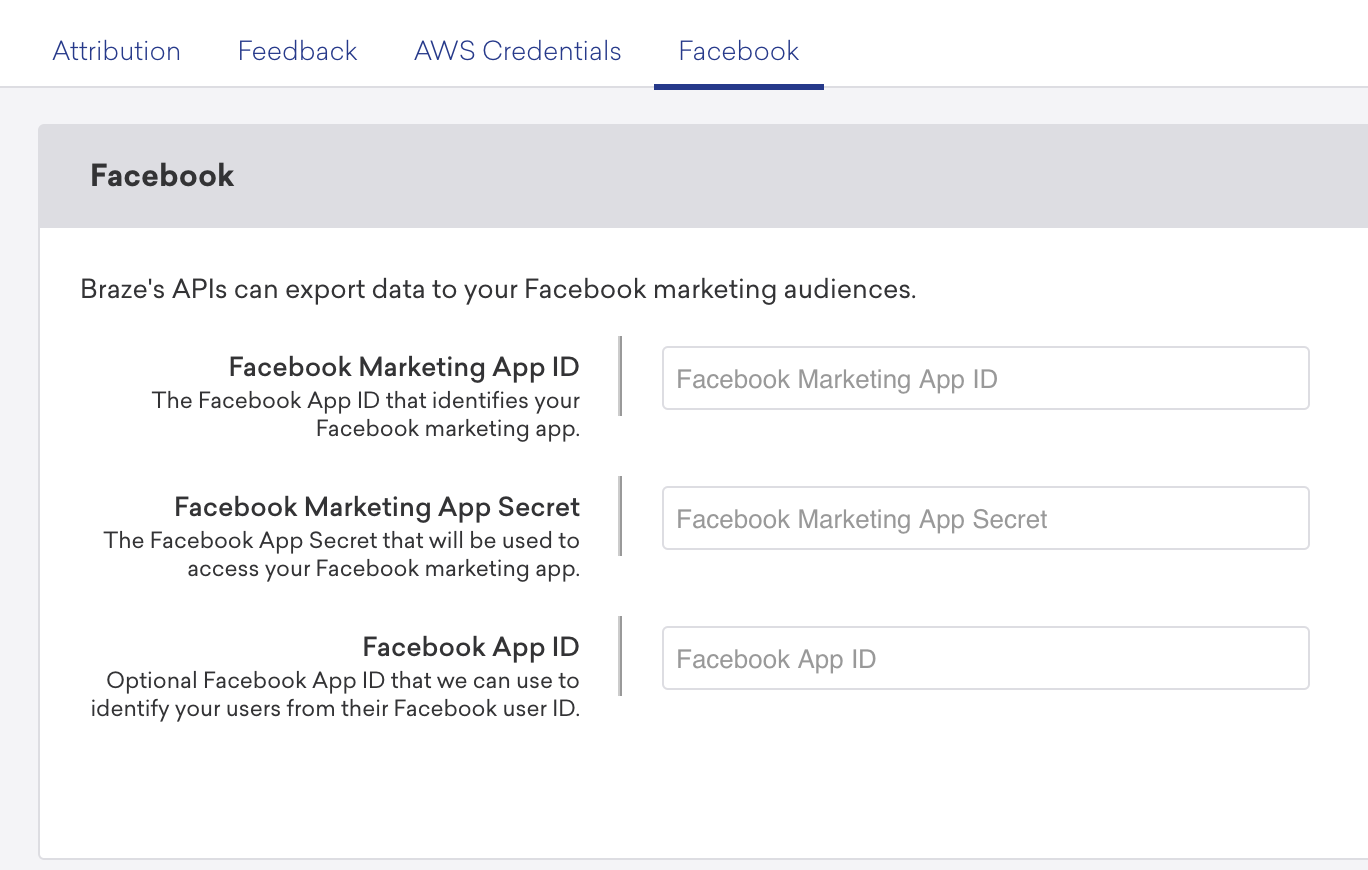 Attribution Feedback AWS Credentials Facebook
Facebook
Braze's APIs can export data to your Facebook marketing audiences.
Facebook Marketing App ID
The Facebook App ID that identifies your
Facebook marketing app.
Facebook Marketing App ID
Facebook Marketing App Secret
The Facebook App Secret that will be used to
access your Facebook marketing app.
Facebook Marketing App Secret
Facebook App ID
Optional Facebook App ID that we can use to
identify your users from their Facebook user ID.
Facebook App ID